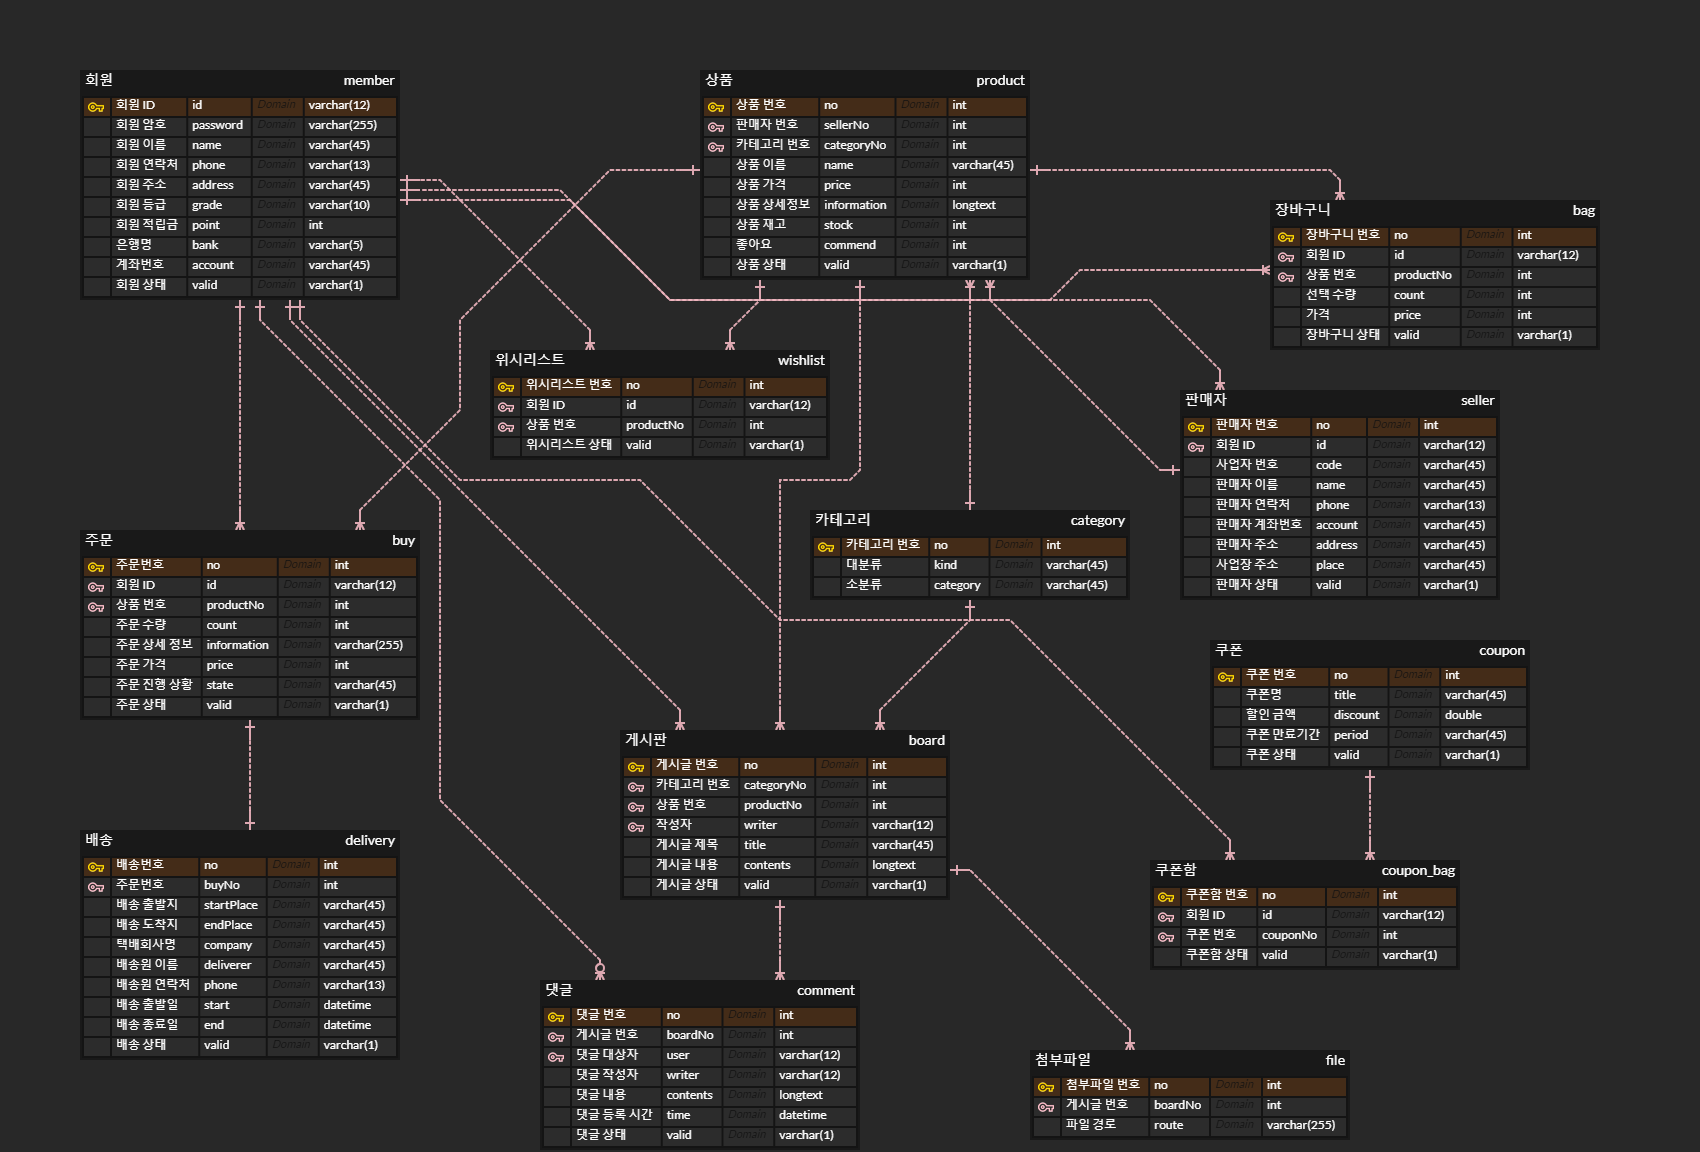 회원 member
회원 ID id Domain varchar(12)
회원 암호 password Domain varchar(255)
회원 이름 name Domain varchar(45)
회원 연락처 phone Domain varchar(13)
회원 주소 address Domain varchar(45)
회원 등급 grade Domain varchar(10)
회원 적립금 point Domain int
은행명 bank Domain varchar(5)
계좌번호 account Domain varchar(45)
회원 상태 valid Domain varchar(1)
상품 product
상품 번호 no Domain int
판매자 번호 sellerNo Domain int
카테고리 번호 categoryNo Domain int
상품 이름 name Domain varchar(45)
상품 가격 price Domain int
상품 상세정보 information Domain longtext
상품 재고 stock Domain int
좋아요 commend Domain int
상품 상태 valid Domain varchar(1)
장바구니 bag
장바구니 번호 no Domain int
회원 ID id Domain varchar(12)
상품 번호 productNo Domain int
선택 수량 count Domain int
가격 price Domain int
장바구니 상태 valid Domain varchar(1)
위시리스트 wishlist
위시리스트 번호 no Domain int
회원 ID id Domain varchar(12)
상품 번호 productNo Domain int
위시리스트 상태 valid Domain varchar(1)
판매자 seller
판매자 번호 no Domain int
회원 ID id Domain varchar(12)
사업자 번호 code Domain varchar(45)
판매자 이름 name Domain varchar(45)
판매자 연락처 phone Domain varchar(13)
판매자 계좌번호 account Domain varchar(45)
판매자 주소 address Domain varchar(45)
사업장 주소 place Domain varchar(45)
판매자 상태 valid Domain varchar(1)
카테고리 category
카테고리 번호 no Domain int
대분류 kind Domain varchar(45)
소분류 category Domain varchar(45)
주문 buy
주문번호 no Domain int
회원 ID id Domain varchar(12)
상품 번호 productNo Domain int
주문 수량 count Domain int
주문 상세 정보 information Domain varchar(255)
주문 가격 price Domain int
주문 진행 상황 state Domain varchar(45)
주문 상태 valid Domain varchar(1)
쿠폰 coupon
쿠폰 번호 no Domain int
쿠폰명 title Domain varchar(45)
할인 금액 discount Domain double
쿠폰 만료기간 period Domain varchar(45)
쿠폰 상태 valid Domain varchar(1)
게시판 board
게시글 번호 no Domain int
카테고리 번호 categoryNo Domain int
상품 번호 productNo Domain int
작성자 writer Domain varchar(12)
게시글 제목 title Domain varchar(45)
게시글 내용 contents Domain longtext
게시글 상태 valid Domain varchar(1)
배송 delivery
배송번호 no Domain int
주문번호 buyNo Domain int
배송 출발지 startPlace Domain varchar(45)
배송 도착지 endPlace Domain varchar(45)
택배회사명 company Domain varchar(45)
배송원 이름 deliverer Domain varchar(45)
배송원 연락처 phone Domain varchar(13)
배송 출발일 start Domain datetime
배송 종료일 end Domain datetime
배송 상태 valid Domain varchar(1)
쿠폰함 coupon_bag
쿠폰함 번호 no Domain int
회원 ID id Domain varchar(12)
쿠폰 번호 couponNo Domain int
쿠폰함 상태 valid Domain varchar(1)
댓글 comment
댓글 번호 no Domain int
게시글 번호 boardNo Domain int
댓글 대상자 user Domain varchar(12)
댓글 작성자 writer Domain varchar(12)
댓글 내용 contents Domain longtext
댓글 등록 시간 time Domain datetime
댓글 상태 valid Domain varchar(1)
첨부파일 file
첨부파일 번호 no Domain int
게시글 번호 boardNo Domain int
파일 경로 route Domain varchar(255)